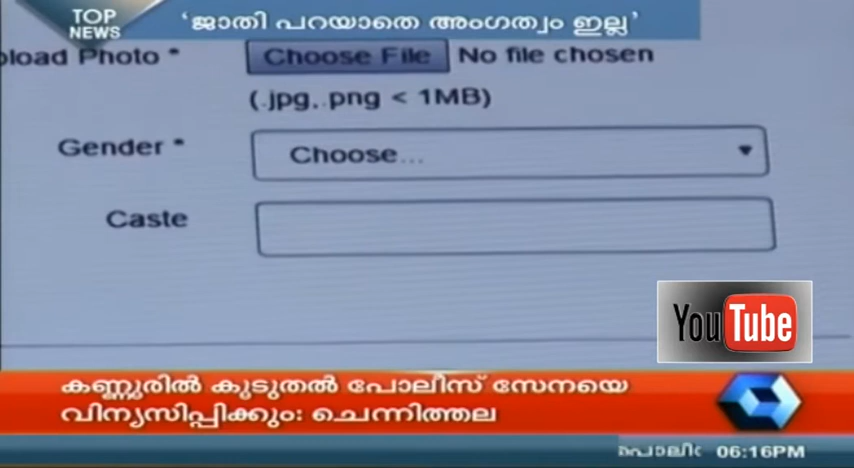 TOP
NEWS
'ജാതി പറയാതെ അംഗത്വം ഇല്ല'
pload Photo *
Choose File No file chosen
(.jpg,.png < 1MB)
Gender *
Choose...
Caste
YouTube
കണ്ണൂരിൽ കൂടുതൽ പോലീസ് സേനയെ
വിന്യസിപ്പിക്കും: ചെന്നിത്തല
06:16PM